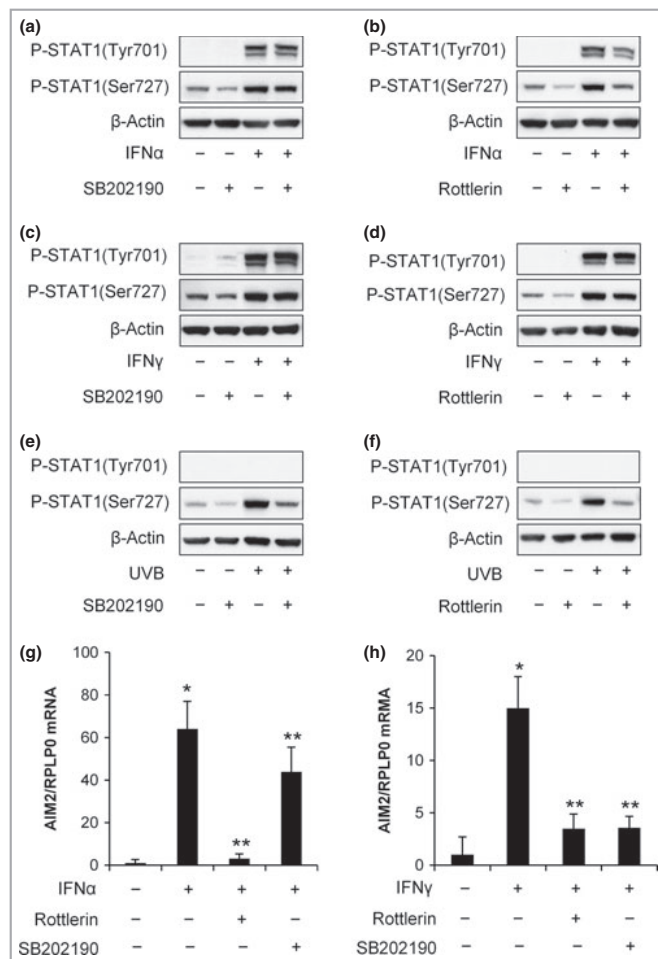 (a)
P-STAT1(Tyr701)
P-STAT1(Ser727)
β-Actin
IFNα – – + +
SB202190 – + – +
(b)
P-STAT1(Tyr701)
P-STAT1(Ser727)
β-Actin
IFNα – – + +
Rottlerin – + – +
(c)
P-STAT1(Tyr701)
P-STAT1(Ser727)
β-Actin
IFNγ – – + +
SB202190 – + – +
(d)
P-STAT1(Tyr701)
P-STAT1(Ser727)
β-Actin
IFNγ – – + +
Rottlerin – + – +
(e)
P-STAT1(Tyr701)
P-STAT1(Ser727)
β-Actin
UVB – – + +
SB202190 – + – +
(f)
P-STAT1(Tyr701)
P-STAT1(Ser727)
β-Actin
UVB – – + +
Rottlerin – + – +
(g)
AIM2/RPLP0 mRNA
100
80
60
40
20
0
*
**
**
IFNα – + + +
Rottlerin – – + –
SB202190 – – – +
(h)
AIM2/RPLP0 mRMA
20
15
10
5
0
*
**
**
IFNγ – + + +
Rottlerin – – + –
SB202190 – – – +